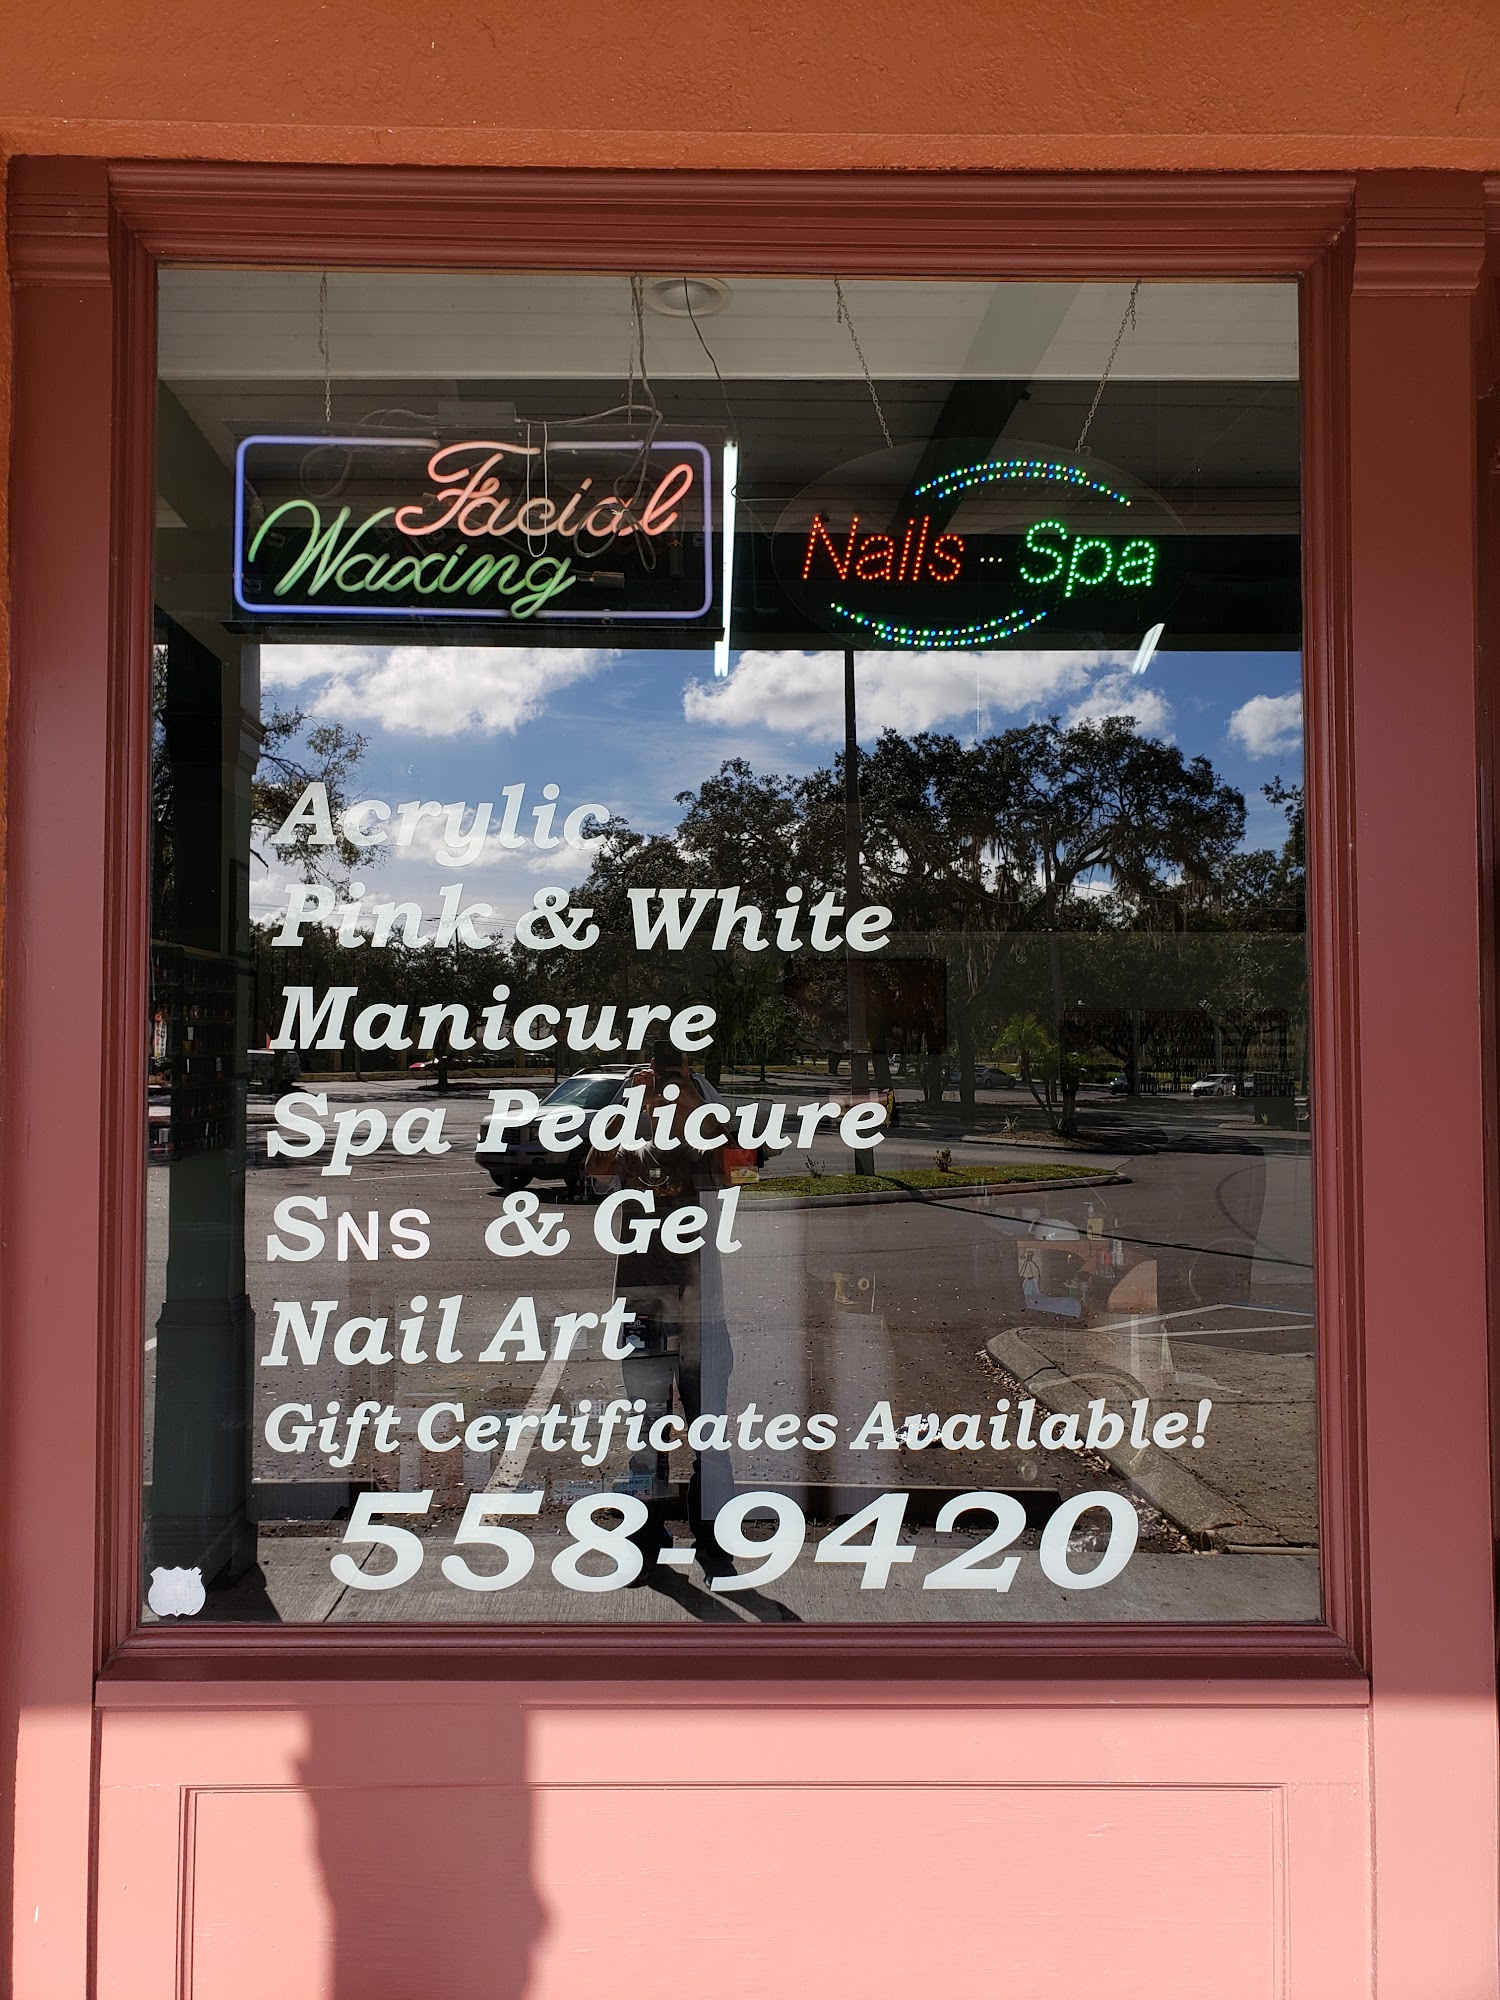 Facial
Waxing
Nails Spa
Acrylic
Pink & White
Manicure
Spa Pedicure
SNS & Gel
Nail Art
Gift Certificates Available!
558-9420